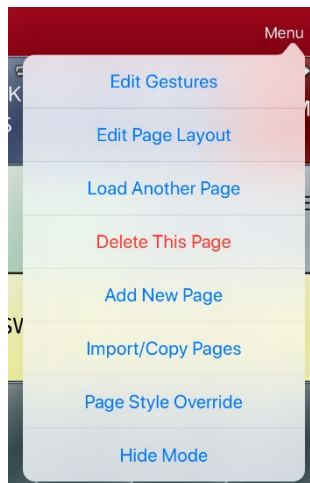 Menu
Edit Gestures
Edit Page Layout
Load Another Page
Delete This Page
Add New Page
Import/Copy Pages
Page Style Override
Hide Mode